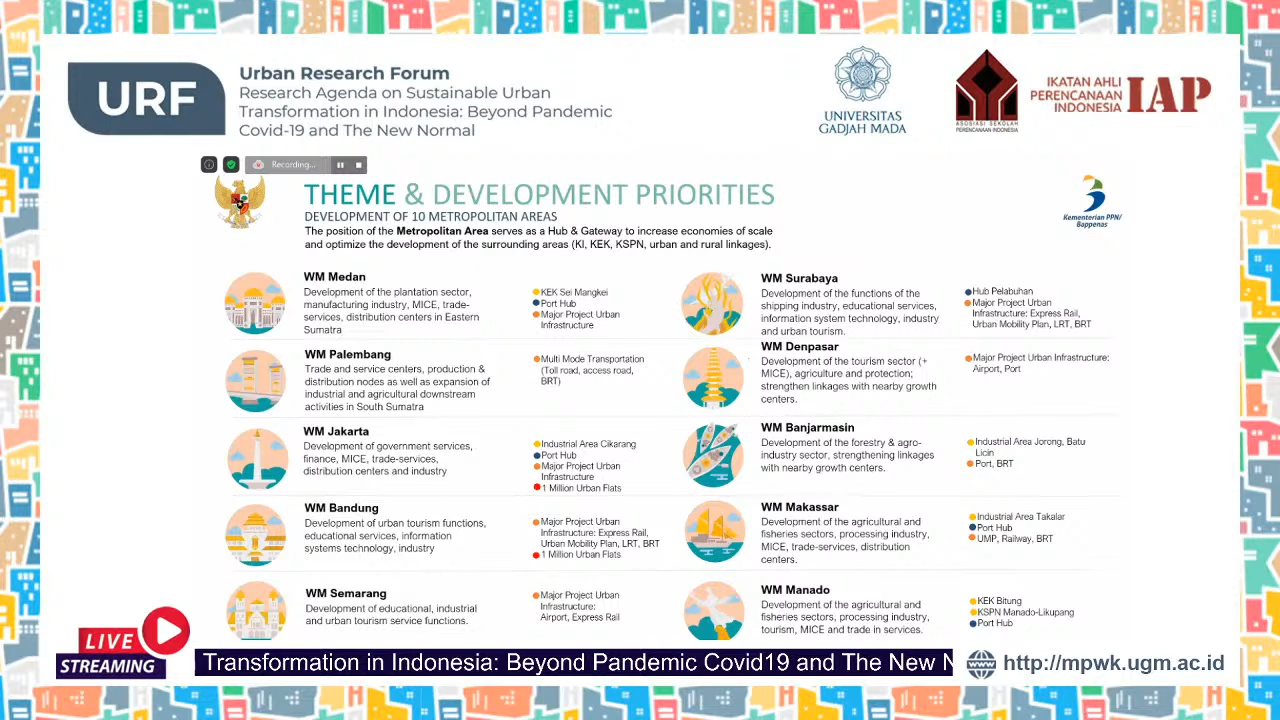 URF
Urban Research Forum
Research Agenda on Sustainable Urban
Transformation in Indonesia: Beyond Pandemic
Covid-19 and The New Normal
UNIVERSITAS
GADJAH MADA
ASOSIASI SEKOLAH
PERENCANAAN INDONESIA
IKATAN AHLI
PERENCANAAN
INDONESIA
IAP
Recording...
THEME & DEVELOPMENT PRIORITIES
DEVELOPMENT OF 10 METROPOLITAN AREAS
The position of the Metropolitan Area serves as a Hub & Gateway to increase economies of scale
and optimize the development of the surrounding areas (KI, KEK, KSPN, urban and rural linkages).
Kementerian PPN/
Bappenas
WM Medan
Development of the plantation sector,
manufacturing industry, MICE, trade-
services, distribution centers in Eastern
Sumatra
KEK Sei Mangkei
Port Hub
Major Project Urban
Infrastructure
WM Palembang
Trade and service centers, production &
distribution nodes as well as expansion of
industrial and agricultural downstream
activities in South Sumatra
Multi Mode Transportation
(Toll road, access road,
BRT)
WM Jakarta
Development of government services,
finance, MICE, trade-services,
distribution centers and industry
Industrial Area Cikarang
Port Hub
Major Project Urban
Infrastructure
1 Million Urban Flats
WM Bandung
Development of urban tourism functions,
educational services, information
systems technology, industry
Major Project Urban
Infrastructure: Express Rail,
Urban Mobility Plan, LRT, BRT
1 Million Urban Flats
WM Semarang
Development of educational, industrial
and urban tourism service functions.
Major Project Urban
Infrastructure:
Airport, Express Rail
WM Surabaya
Development of the functions of the
shipping industry, educational services,
information system technology, industry
and urban tourism.
Hub Pelabuhan
Major Project Urban
Infrastructure: Express Rail,
Urban Mobility Plan, LRT, BRT
WM Denpasar
Development of the tourism sector (+
MICE), agriculture and protection;
strengthen linkages with nearby growth
centers.
Major Project Urban Infrastructure:
Airport, Port
WM Banjarmasin
Development of the forestry & agro-
industry sector, strengthening linkages
with nearby growth centers.
Industrial Area Jorong, Batu
Licin
Port, BRT
WM Makassar
Development of the agricultural and
fisheries sectors, processing industry,
MICE, trade-services, distribution
centers.
Industrial Area Takalar
Port Hub
UMP, Railway, BRT
WM Manado
Development of the agricultural and
fisheries sectors, processing industry,
tourism, MICE and trade in services.
KEK Bitung
KSPN Manado-Likupang
Port Hub
LIVE
STREAMING
Transformation in Indonesia: Beyond Pandemic Covid19 and The New N
http://mpwk.ugm.ac.id